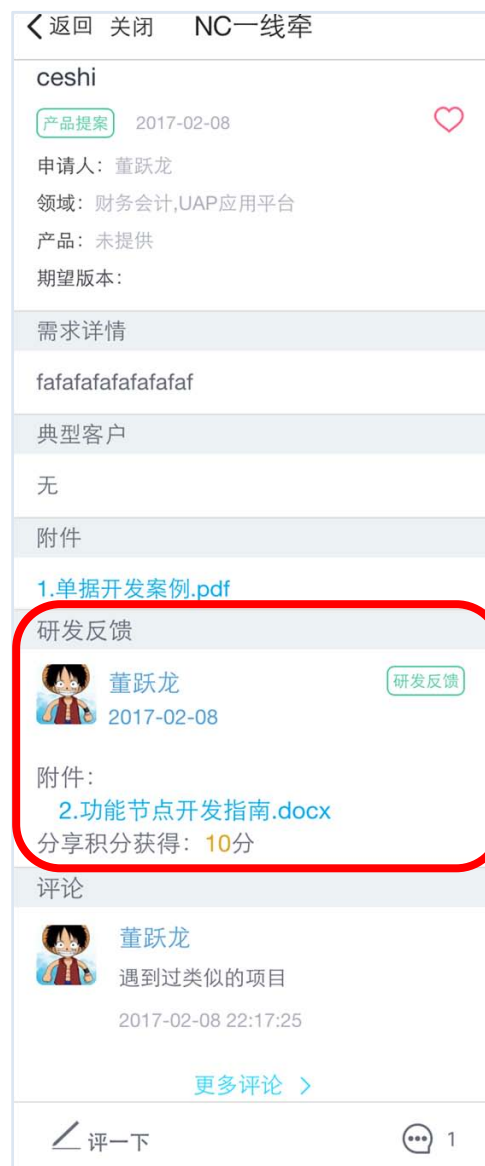 返回 关闭 NC一线牵
ceshi
产品提案 2017-02-08
申请人：董跃龙
领域：财务会计,UAP应用平台
产品：未提供
期望版本：
需求详情
fafafafafafafafaf
典型客户
无
附件
1.单据开发案例.pdf
研发反馈
董跃龙 研发反馈
2017-02-08
附件：
2.功能节点开发指南.docx
分享积分获得：10分
评论
董跃龙
遇到过类似的项目
2017-02-08 22:17:25
更多评论 >
评一下 1